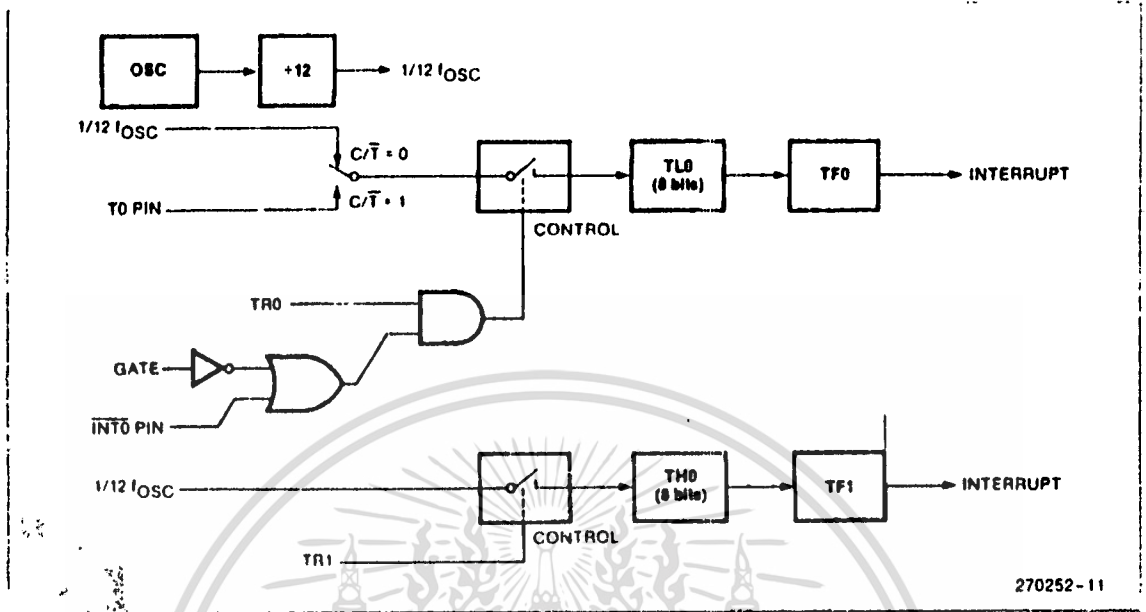 OSC
+12
1/12 fOSC
1/12 fOSC
C/T̅ = 0
T0 PIN
C/T̅ = 1
CONTROL
TL0
(8 bits)
TF0
INTERRUPT
TR0
GATE
I̅N̅T̅0̅ PIN
1/12 fOSC
CONTROL
TH0
(8 bits)
TF1
INTERRUPT
TR1
270252-11